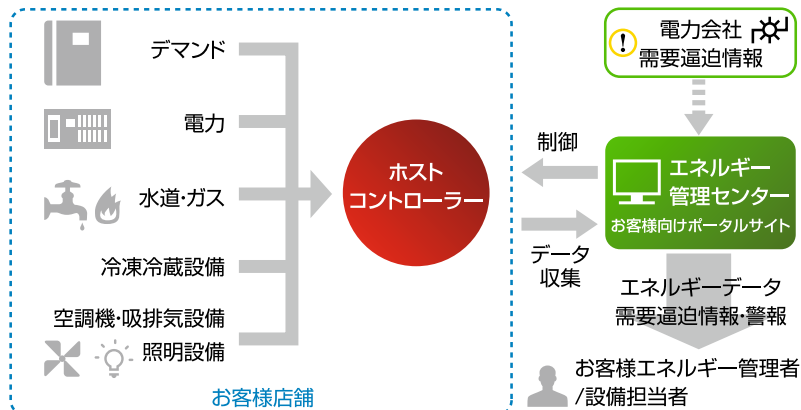 デマンド
電力
水道・ガス
冷凍冷蔵設備
空調機・吸排気設備
照明設備
お客様店舗
ホスト
コントローラー
制御
データ
収集
電力会社
需要逼迫情報
エネルギー
管理センター
お客様向けポータルサイト
エネルギーデータ
需要逼迫情報・警報
お客様エネルギー管理者
/設備担当者